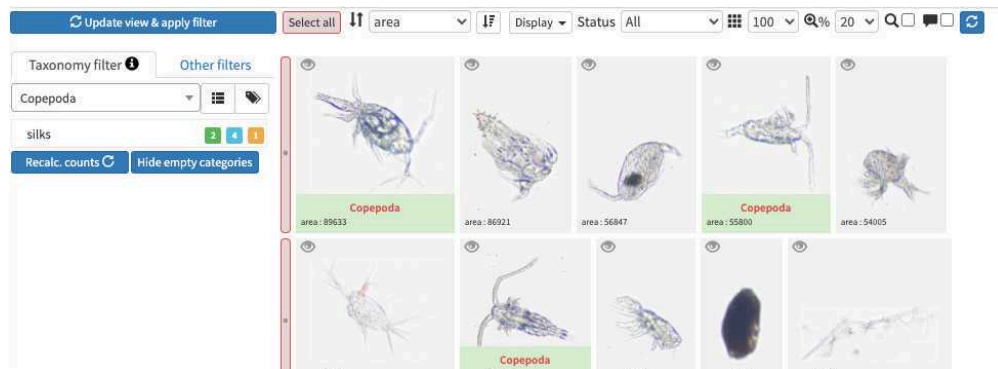 Update view & apply filter
Select all area Display Status All 100 % 20
Taxonomy filter Other filters
Copepoda
silks 2 4 1
Recalc. counts Hide empty categories
Copepoda Copepoda
area : 89633 area : 86921 area : 56847 area : 55800 area : 54005
Copepoda